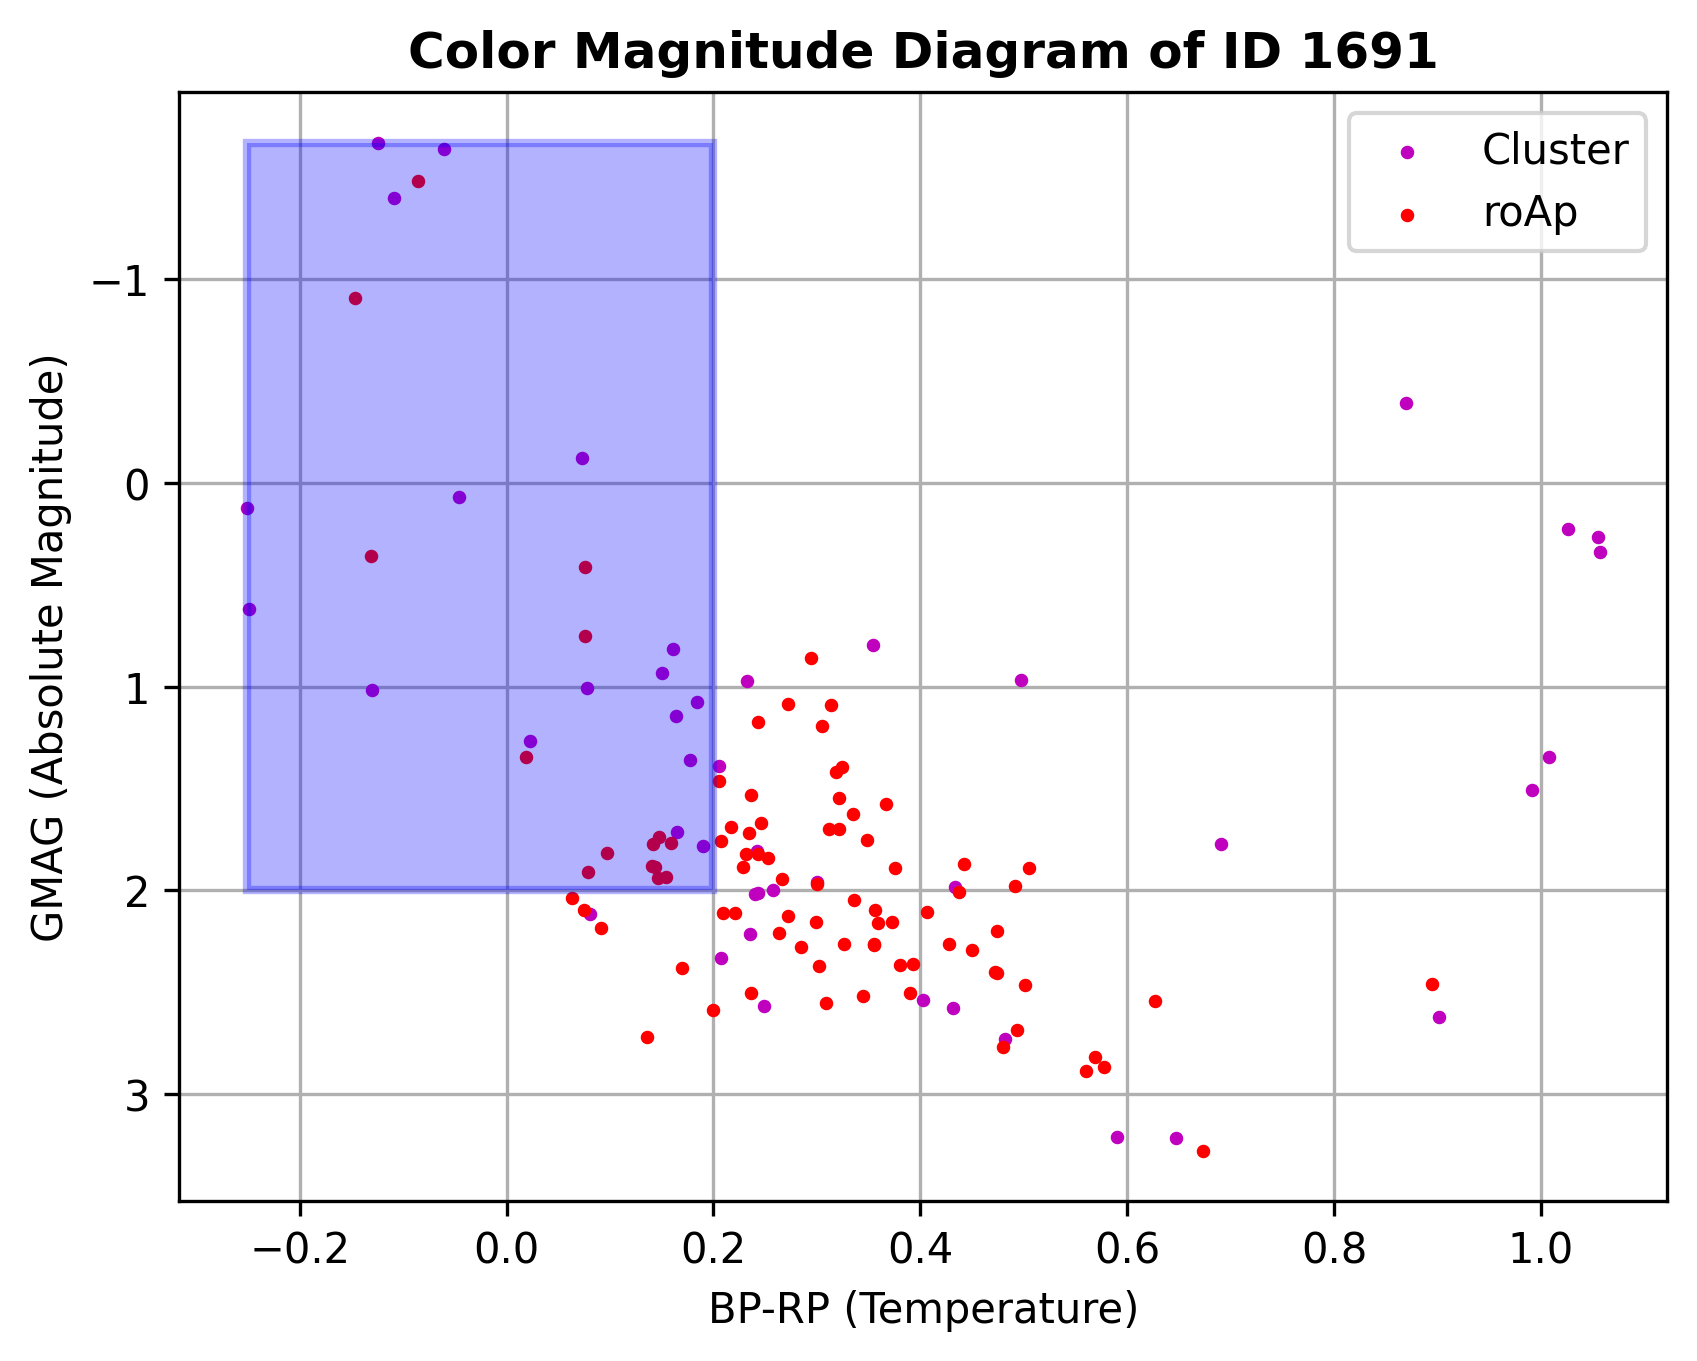 Color Magnitude Diagram of ID 1691
Cluster
roAp
−1
0
1
2
3
GMAG (Absolute Magnitude)
−0.2 0.0 0.2 0.4 0.6 0.8 1.0
BP-RP (Temperature)